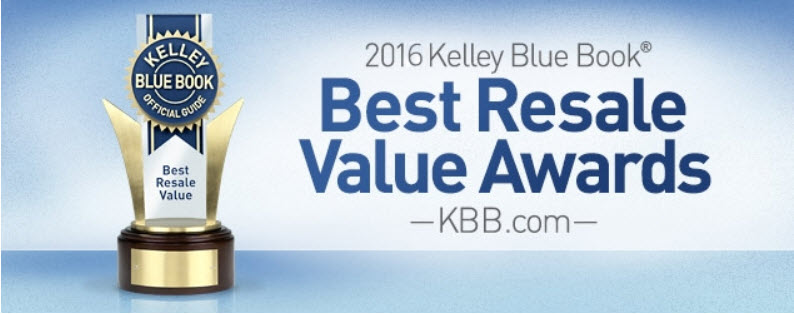 KELLEY
BLUE BOOK
OFFICIAL GUIDE
Best
Resale
Value
2016 Kelley Blue Book®
Best Resale
Value Awards
—KBB.com—